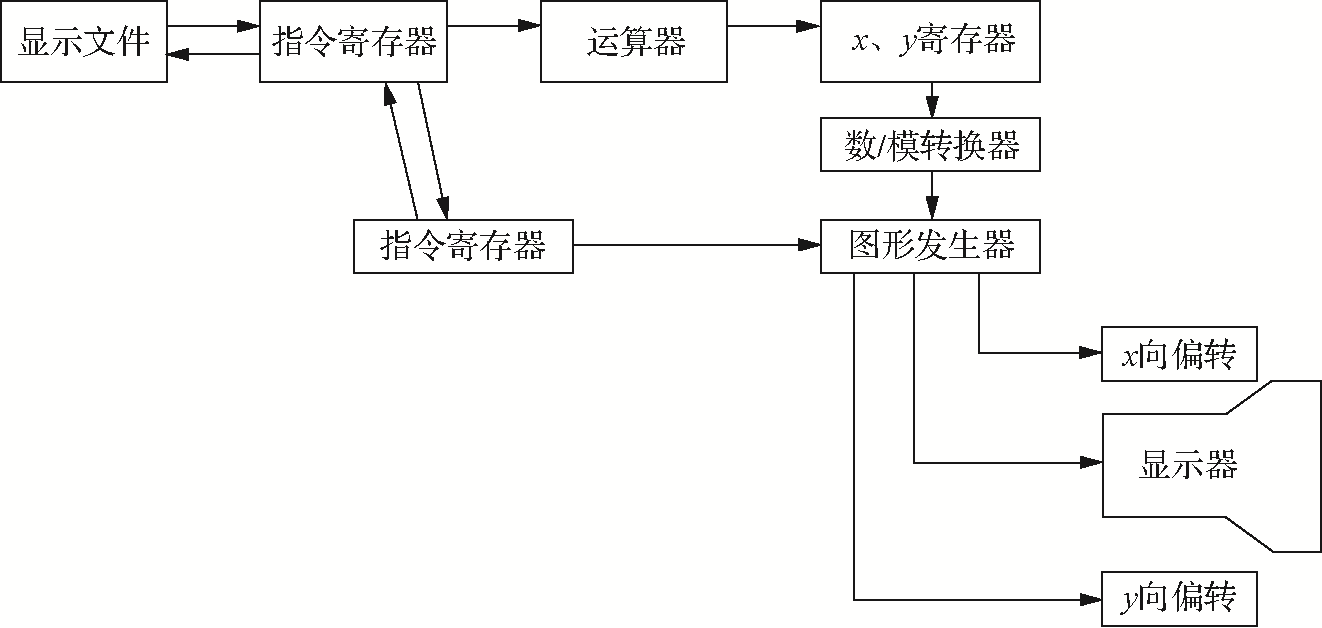 显示文件
指令寄存器
运算器
x、y寄存器
数/模转换器
指令寄存器
图形发生器
x向偏转
显示器
y向偏转